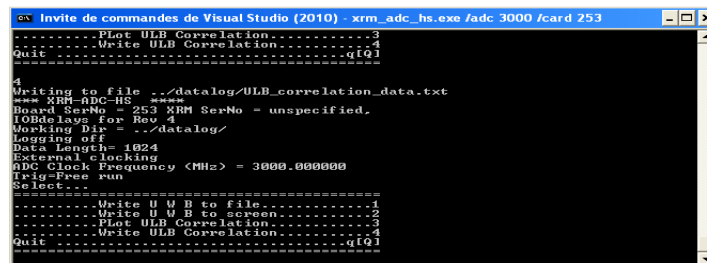 Invite de commandes de Visual Studio (2010) - xrm_adc_hs.exe /adc 3000 /card 253
..........PLot ULB Correlation............3
..........Write ULB Correlation...........4
Quit ..................................q[Q]
===========================================
4
Writing to file ../datalog/ULB_correlation_data.txt
*** XRM-ADC-HS ****
Board SerNo = 253 XRM SerNo = unspecified,
IOBdelays for Rev 4
Working Dir = ../datalog/
Logging off
Data Length= 1024
External clocking
ADC Clock Frequency (MHz) = 3000.000000
Trig=Free run
Select...
===========================================
..........Write U W B to file.............1
..........Write U W B to screen...........2
..........PLot ULB Correlation............3
..........Write ULB Correlation...........4
Quit ..................................q[Q]
===========================================